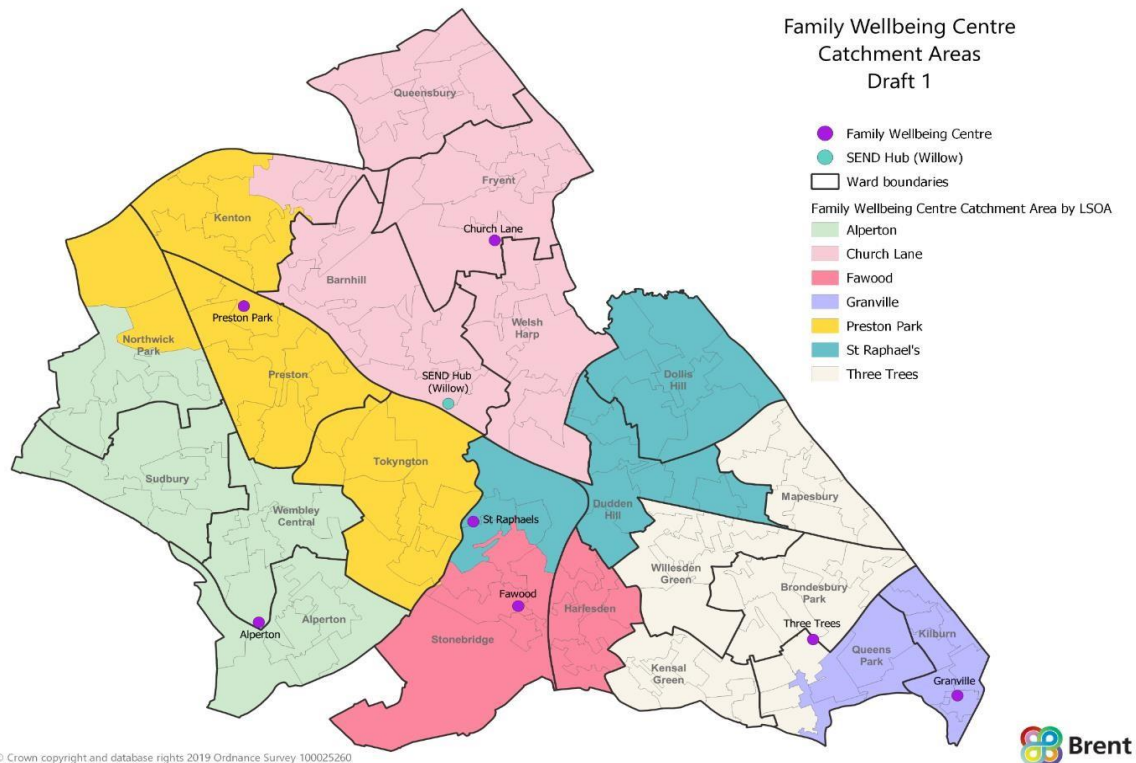 Family Wellbeing Centre
Catchment Areas
Draft 1
Family Wellbeing Centre
SEND Hub (Willow)
Ward boundaries
Family Wellbeing Centre Catchment Area by LSOA
Alperton
Church Lane
Fawood
Granville
Preston Park
St Raphael's
Three Trees
Queensbury
Fryent
Kenton
Church Lane
Barnhill
Preston Park
Welsh
Harp
Northwick
Park
Preston
SEND Hub
(Willow)
Dollis
Hill
Tokyngton
Sudbury
Wembley
Central
St Raphaels
Dudden
Hill
Mapesbury
Willesden
Green
Brondesbury
Park
Fawood
Harlesden
Alperton
Alperton
Stonebridge
Three Trees
Kensal
Green
Queens
Park
Kilburn
Granville
© Crown copyright and database rights 2019 Ordnance Survey 100025260
Brent